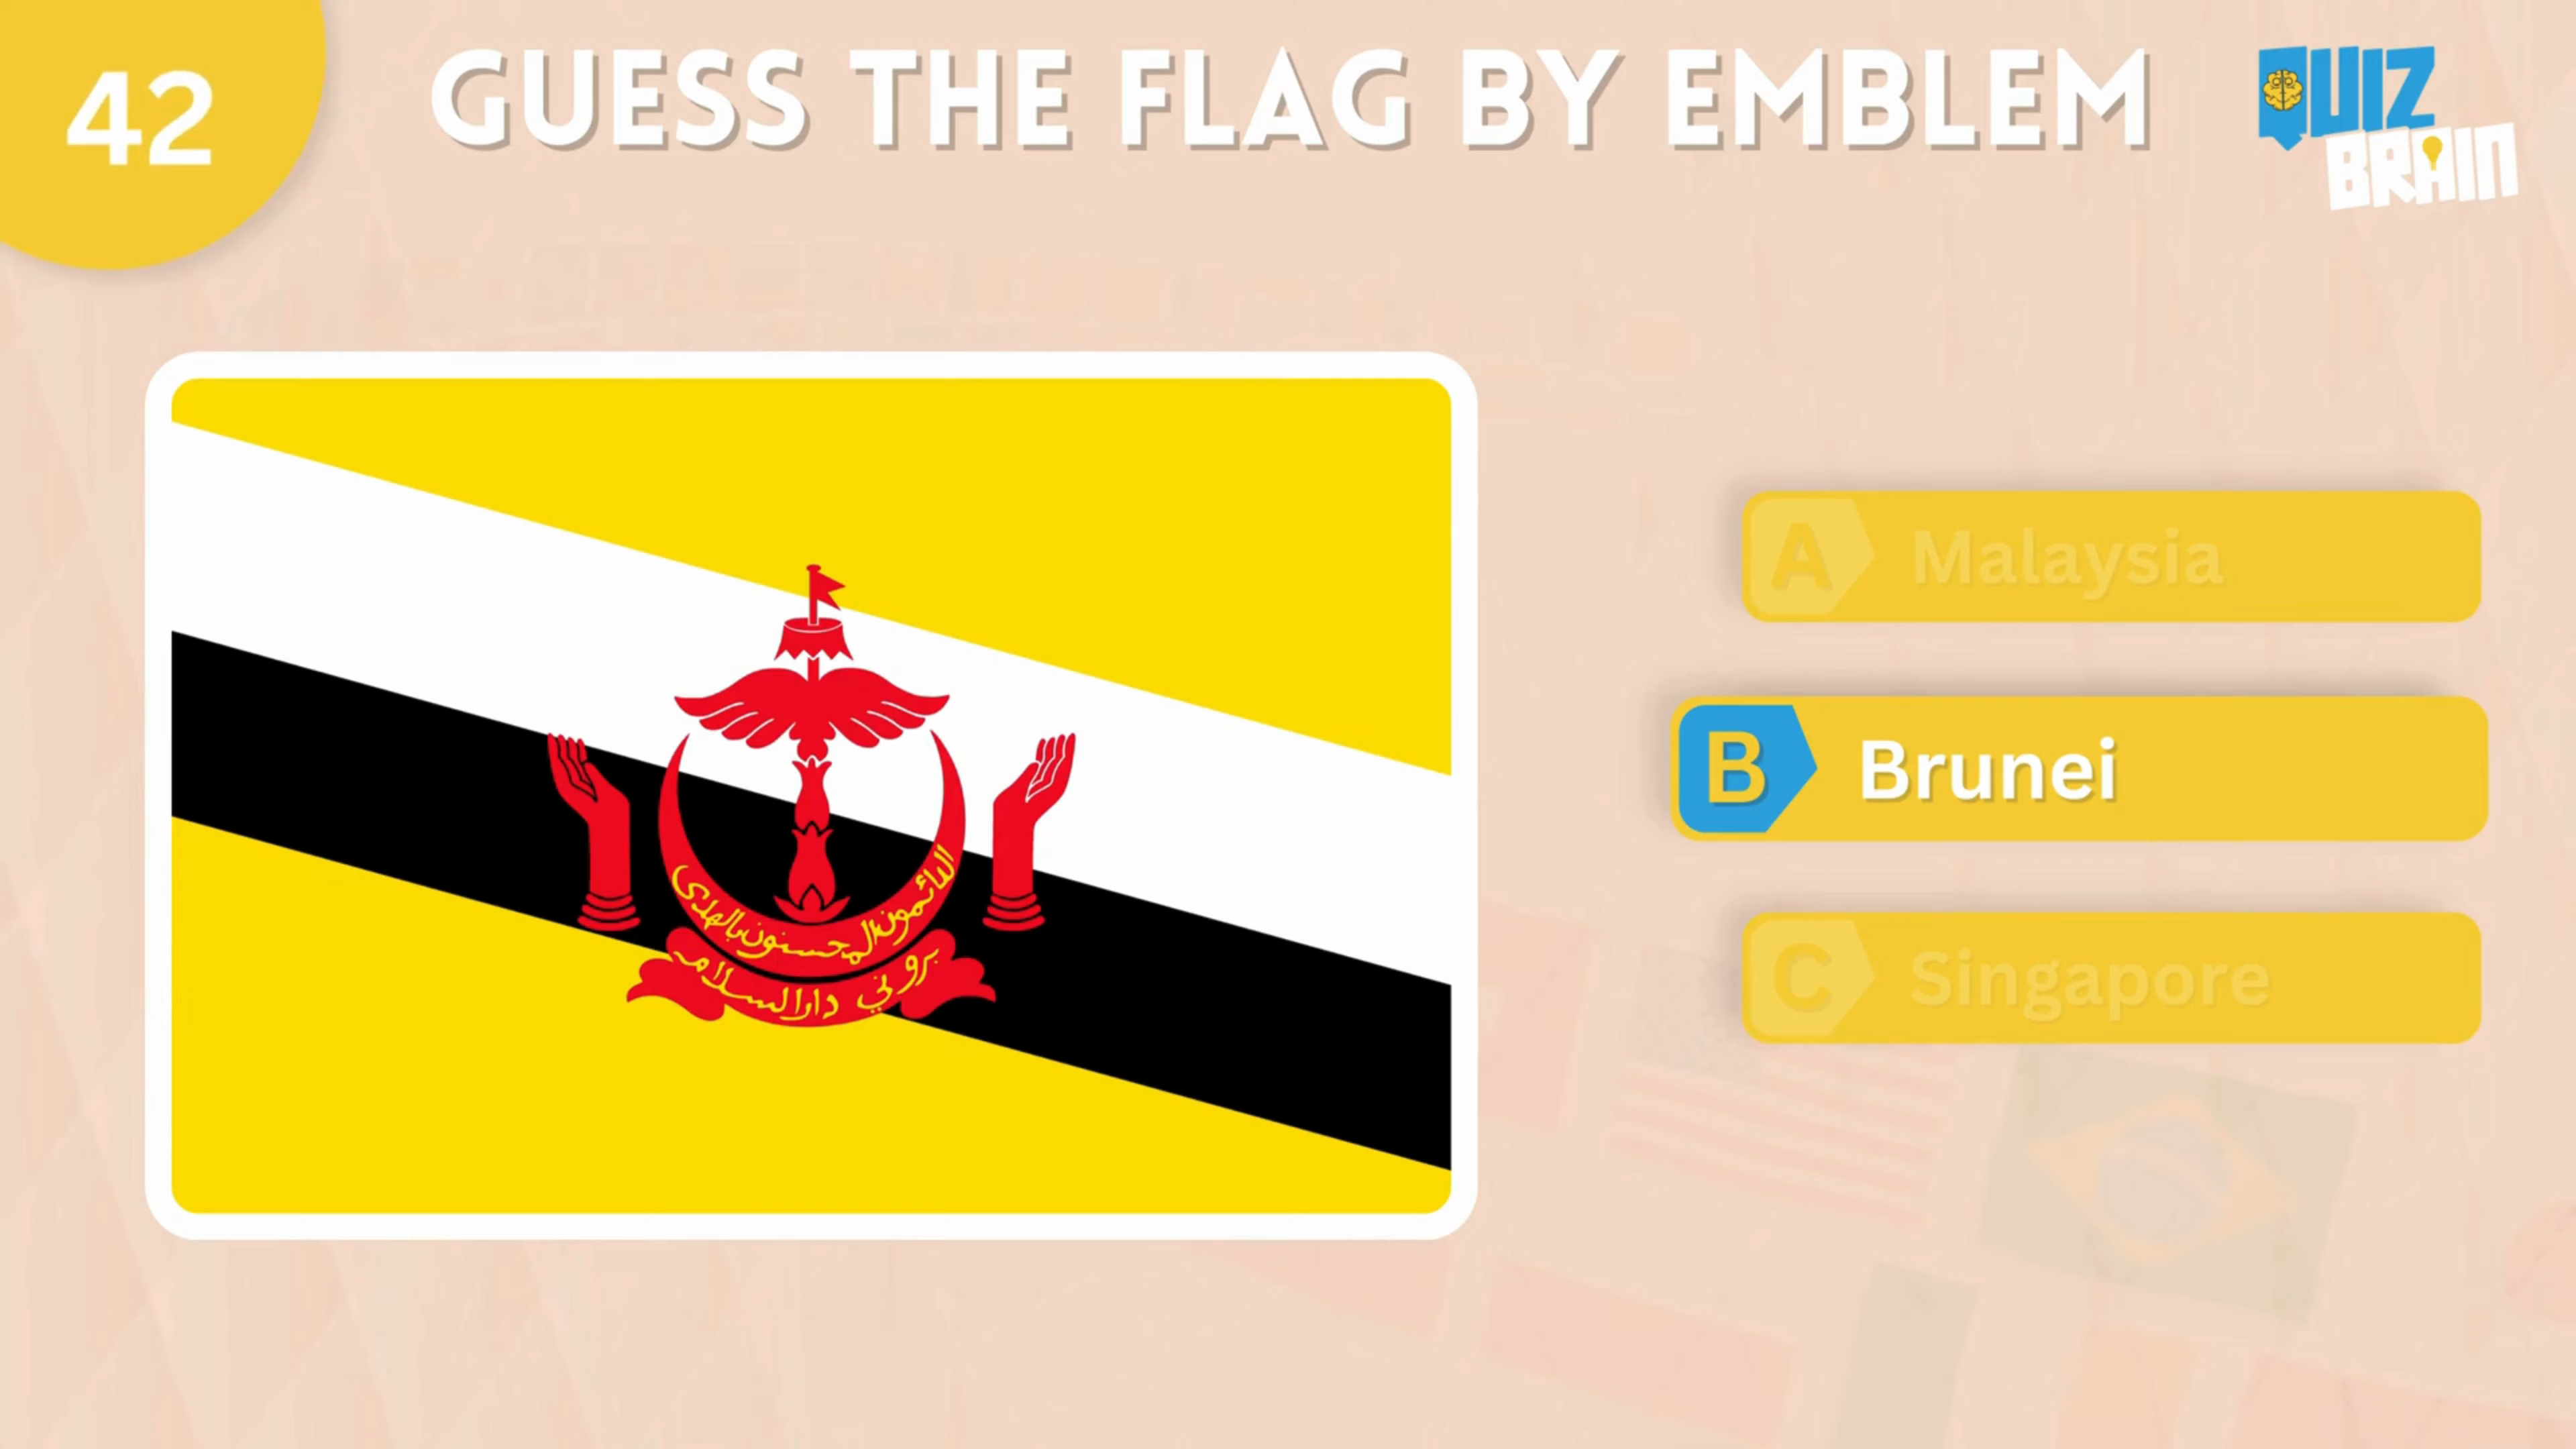 42
GUESS THE FLAG BY EMBLEM
QUIZ
BRAIN
الدائمون المحسنون بالهدى
بروني دارالسلام
A Malaysia
B Brunei
C Singapore